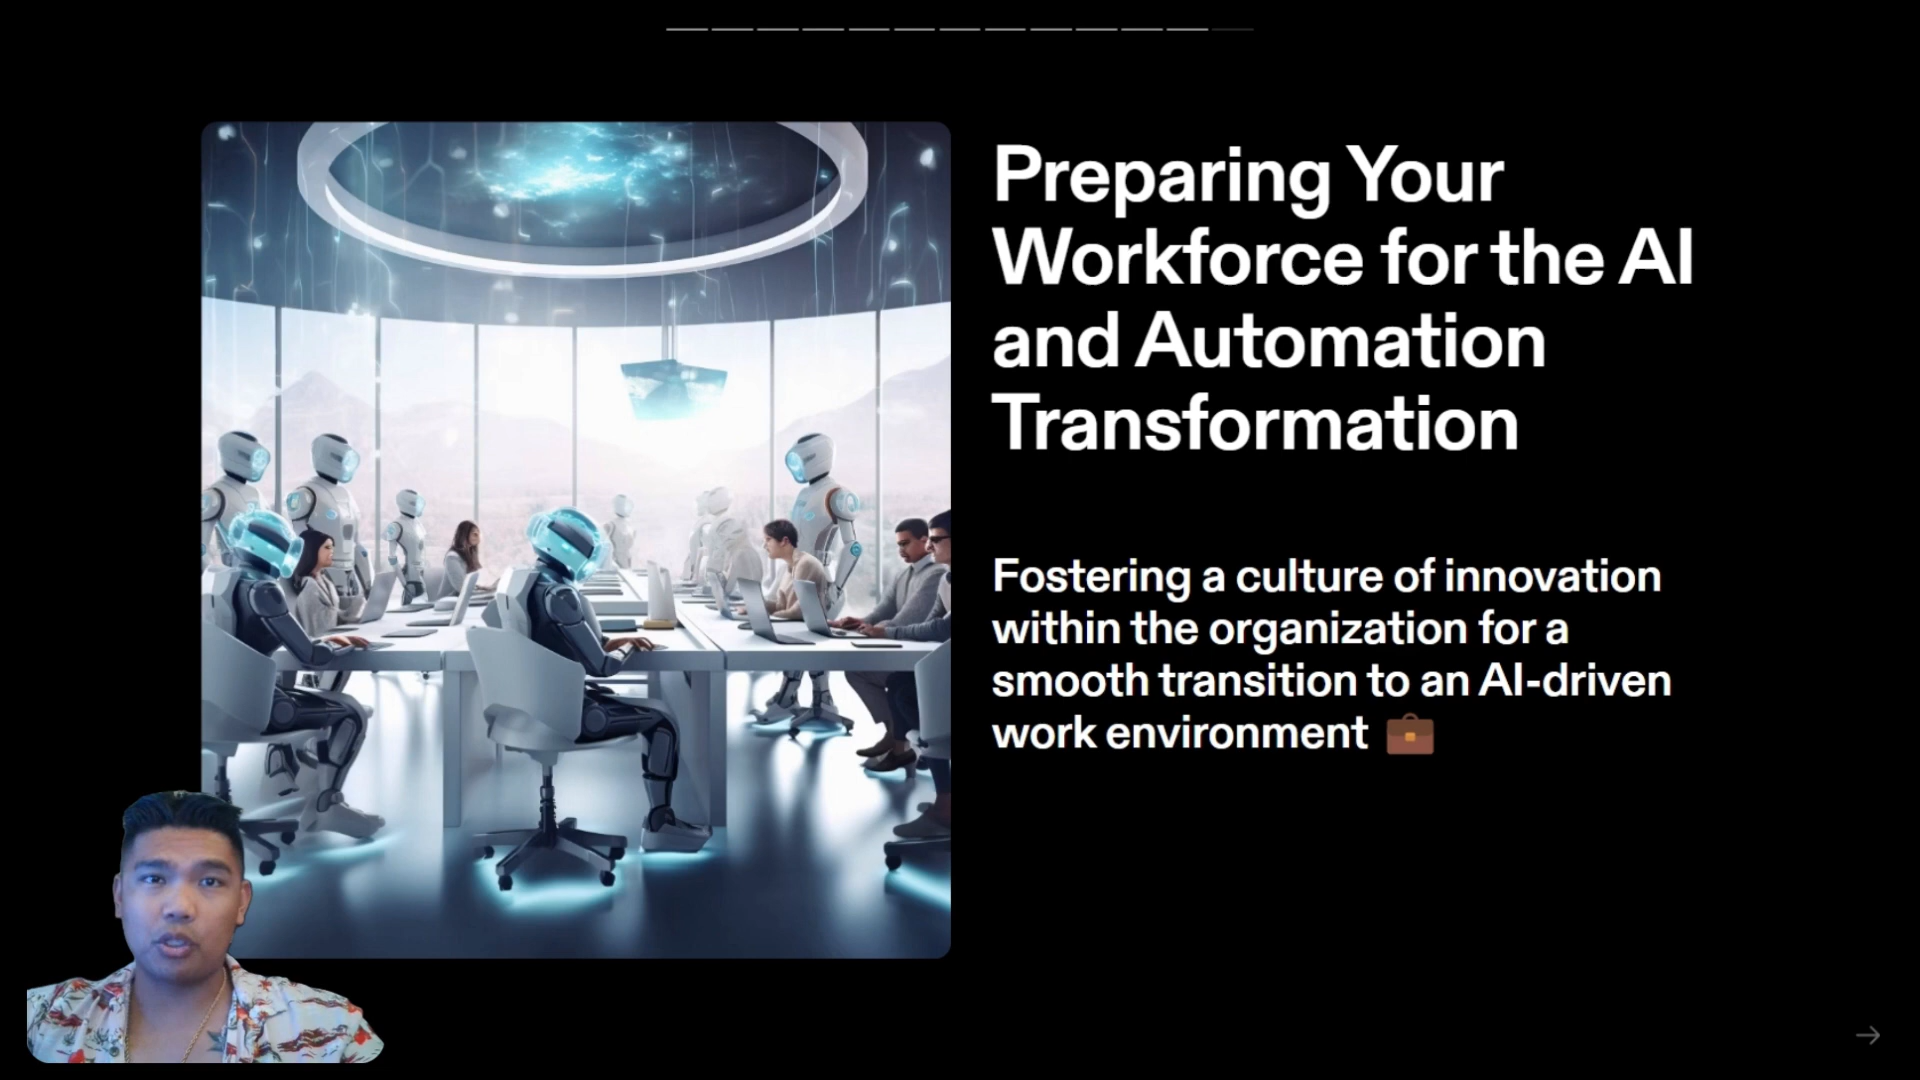 Preparing Your
Workforce for the AI
and Automation
Transformation
Fostering a culture of innovation
within the organization for a
smooth transition to an AI-driven
work environment 💼